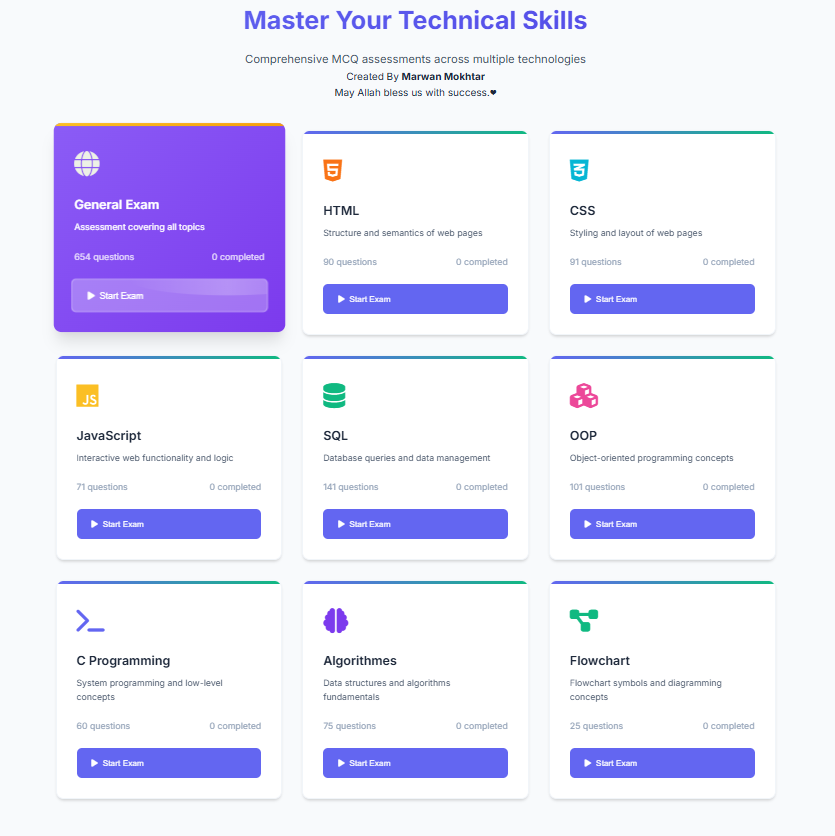 Master Your Technical Skills
Comprehensive MCQ assessments across multiple technologies
Created By Marwan Mokhtar
May Allah bless us with success.♥
General Exam
Assessment covering all topics
654 questions 0 completed
Start Exam
HTML
Structure and semantics of web pages
90 questions 0 completed
Start Exam
CSS
Styling and layout of web pages
91 questions 0 completed
Start Exam
JS
JavaScript
Interactive web functionality and logic
71 questions 0 completed
Start Exam
SQL
Database queries and data management
141 questions 0 completed
Start Exam
OOP
Object-oriented programming concepts
101 questions 0 completed
Start Exam
C Programming
System programming and low-level
concepts
60 questions 0 completed
Start Exam
Algorithmes
Data structures and algorithms
fundamentals
75 questions 0 completed
Start Exam
Flowchart
Flowchart symbols and diagramming
concepts
25 questions 0 completed
Start Exam